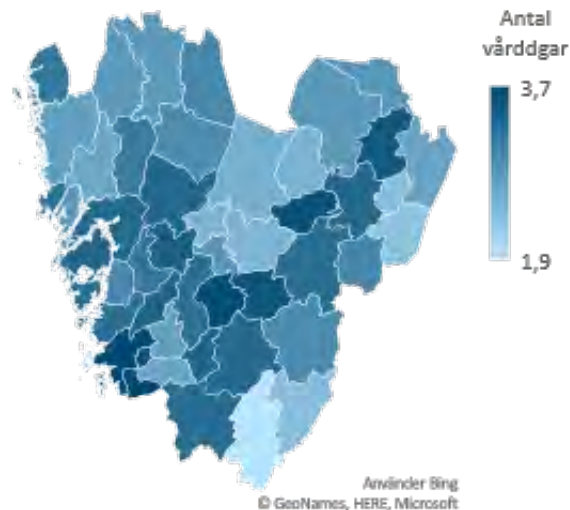 Antal
vårddgar
3,7
1,9
Använder Bing
© GeoNames, HERE, Microsoft